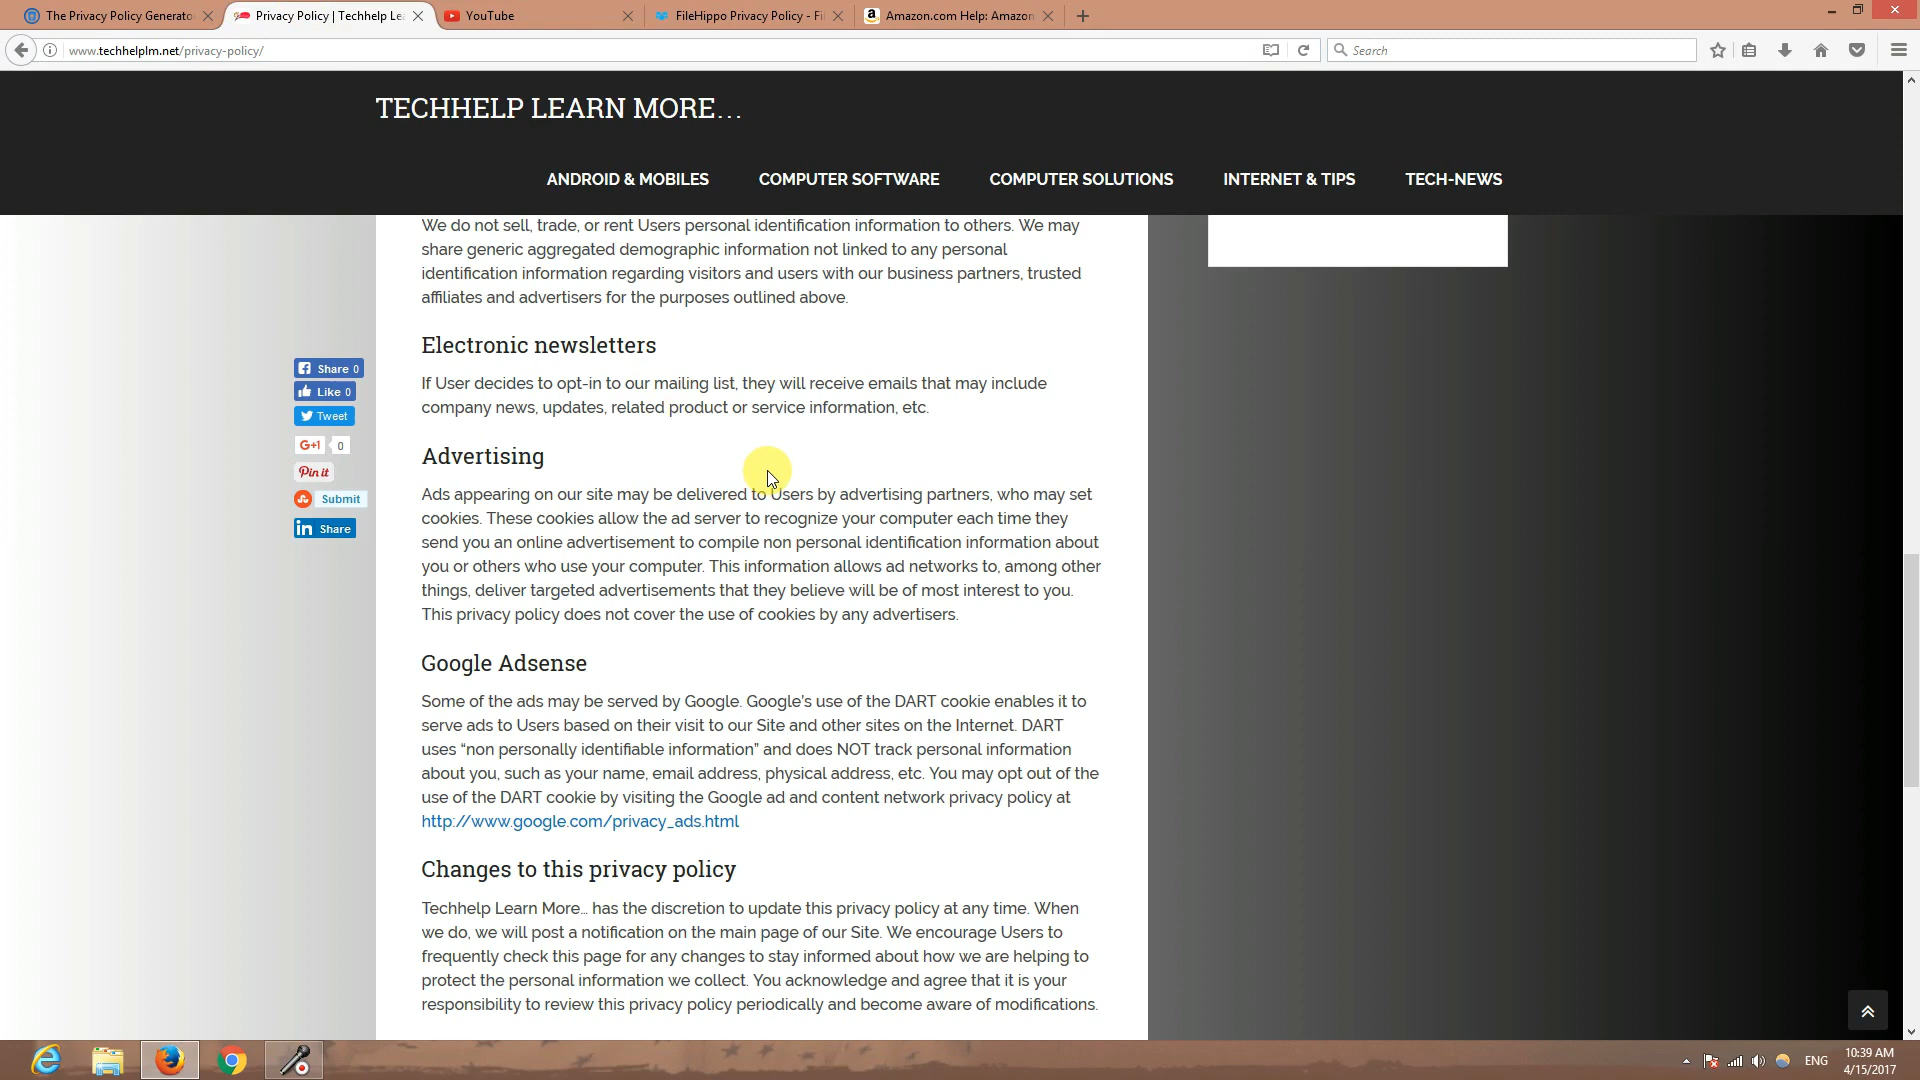 The Privacy Policy Generato
Privacy Policy | Techhelp Le
YouTube
FileHippo Privacy Policy - Fil
Amazon.com Help: Amazon
www.techhelplm.net/privacy-policy/
Search
TECHHELP LEARN MORE...
ANDROID & MOBILES
COMPUTER SOFTWARE
COMPUTER SOLUTIONS
INTERNET & TIPS
TECH-NEWS
We do not sell, trade, or rent Users personal identification information to others. We may
share generic aggregated demographic information not linked to any personal
identification information regarding visitors and users with our business partners, trusted
affiliates and advertisers for the purposes outlined above.
Electronic newsletters
If User decides to opt-in to our mailing list, they will receive emails that may include
company news, updates, related product or service information, etc.
Share 0
Like 0
Tweet
G+1 0
Pin it
Submit
in Share
Advertising
Ads appearing on our site may be delivered to Users by advertising partners, who may set
cookies. These cookies allow the ad server to recognize your computer each time they
send you an online advertisement to compile non personal identification information about
you or others who use your computer. This information allows ad networks to, among other
things, deliver targeted advertisements that they believe will be of most interest to you.
This privacy policy does not cover the use of cookies by any advertisers.
Google Adsense
Some of the ads may be served by Google. Google's use of the DART cookie enables it to
serve ads to Users based on their visit to our Site and other sites on the Internet. DART
uses “non personally identifiable information” and does NOT track personal information
about you, such as your name, email address, physical address, etc. You may opt out of the
use of the DART cookie by visiting the Google ad and content network privacy policy at
http://www.google.com/privacy_ads.html
Changes to this privacy policy
Techhelp Learn More… has the discretion to update this privacy policy at any time. When
we do, we will post a notification on the main page of our Site. We encourage Users to
frequently check this page for any changes to stay informed about how we are helping to
protect the personal information we collect. You acknowledge and agree that it is your
responsibility to review this privacy policy periodically and become aware of modifications.
ENG
10:39 AM
4/15/2017